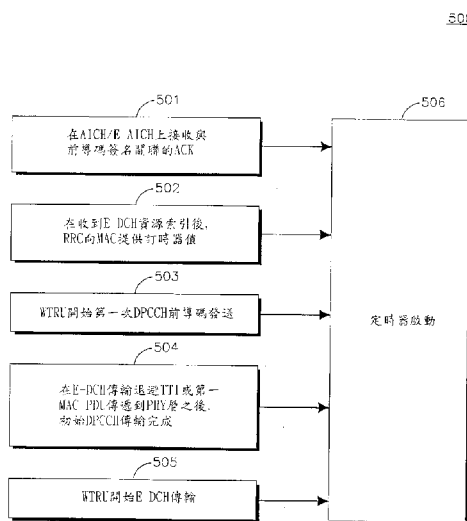 500
501
在AICH/E AICH上接收與
前導碼簽名關聯的ACK
502
在收到E DCH資源索引後,
RRC向MAC提供訂時器值
503
WTRU開始第一次DPCCH前導碼發送
504
在E-DCH傳輸退避TTI或第一
MAC PDU傳遞到PHY層之後,
初始DPCCH傳輸完成
505
WTRU開始E DCH傳輸
506
定時器啟動